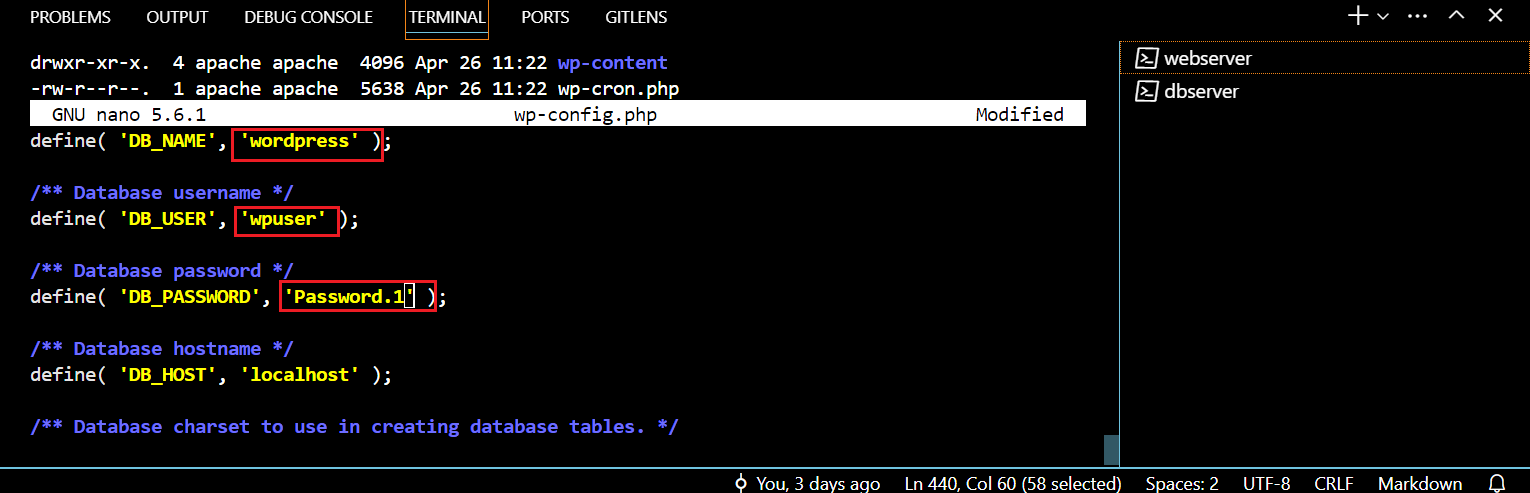 PROBLEMS OUTPUT DEBUG CONSOLE TERMINAL PORTS GITLENS
drwxr-xr-x.  4 apache apache  4096 Apr 26 11:22 wp-content
-rw-r--r--.  1 apache apache  5638 Apr 26 11:22 wp-cron.php
GNU nano 5.6.1 wp-config.php Modified
define( 'DB_NAME', 'wordpress' );
/** Database username */
define( 'DB_USER', 'wpuser' );
/** Database password */
define( 'DB_PASSWORD', 'Password.1' );
/** Database hostname */
define( 'DB_HOST', 'localhost' );
/** Database charset to use in creating database tables. */
webserver
dbserver
You, 3 days ago Ln 440, Col 60 (58 selected) Spaces: 2 UTF-8 CRLF Markdown